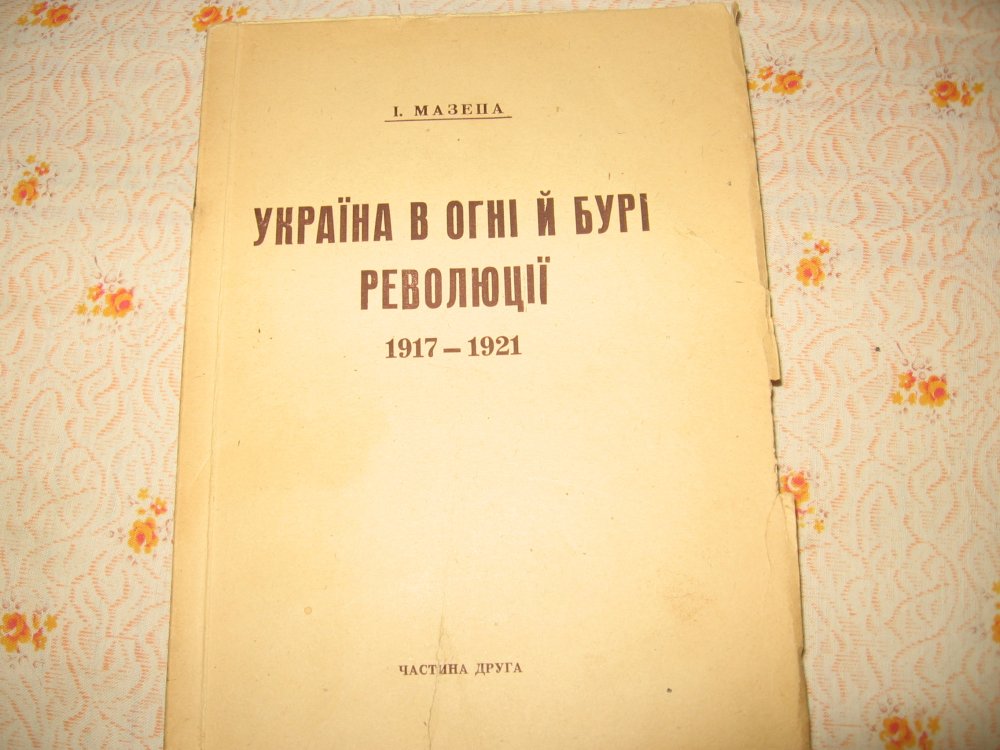 І. МАЗЕПА
УКРАЇНА В ОГНІ Й БУРІ
РЕВОЛЮЦІЇ
1917 — 1921
ЧАСТИНА ДРУГА